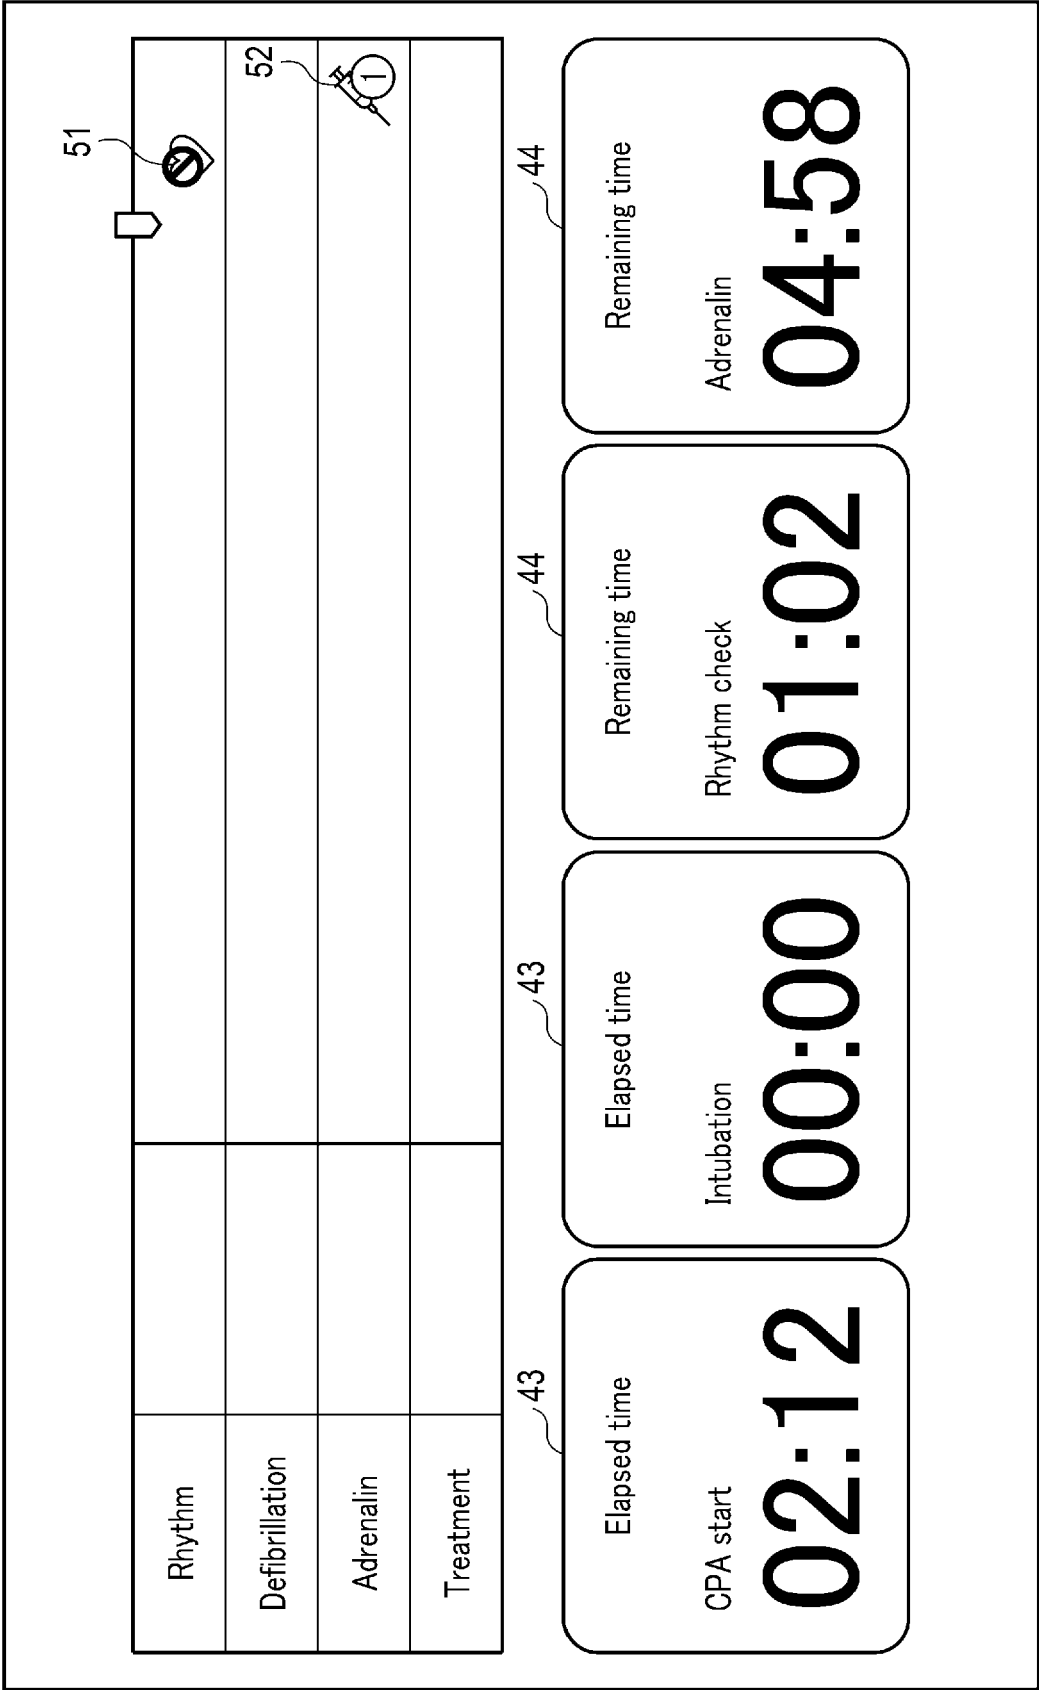 51
Rhythm
52
Defibrillation
Adrenalin
1
Treatment
43
Elapsed time
CPA start
02:12
43
Elapsed time
Intubation
00:00
44
Remaining time
Rhythm check
01:02
44
Remaining time
Adrenalin
04:58